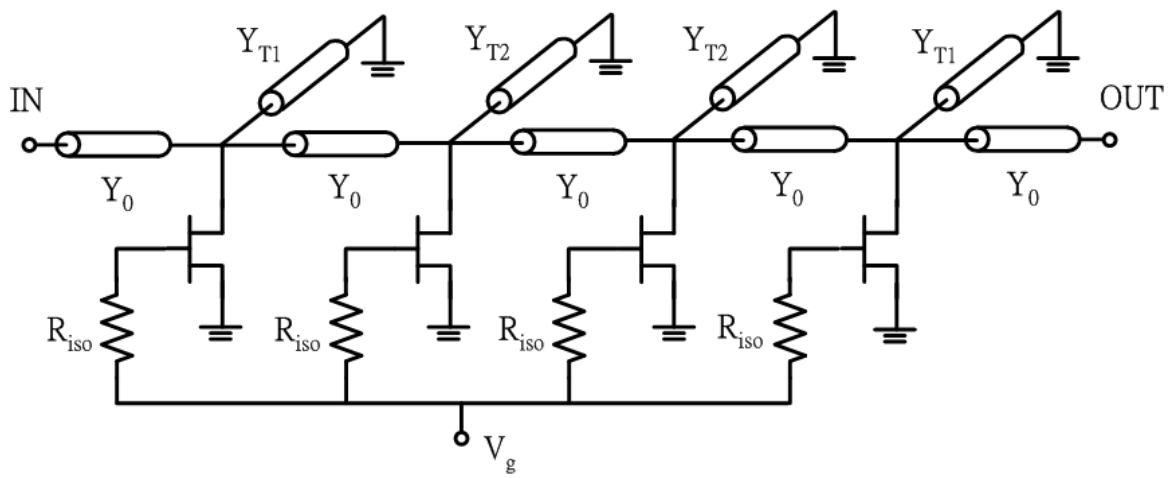 Y_T1 Y_T2 Y_T2 Y_T1
IN OUT
Y_0 Y_0 Y_0 Y_0 Y_0
R_iso R_iso R_iso R_iso
V_g